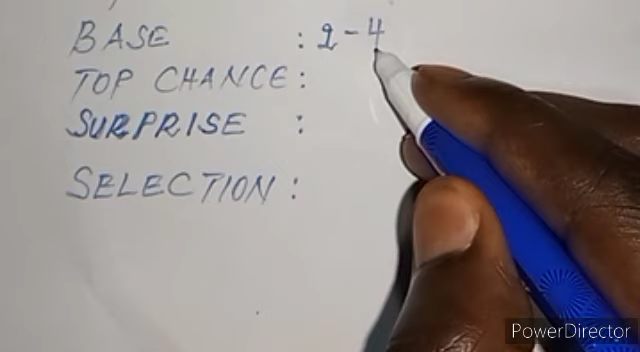 BASE : 2-4
TOP CHANCE :
SURPRISE :
SELECTION :
PowerDirector